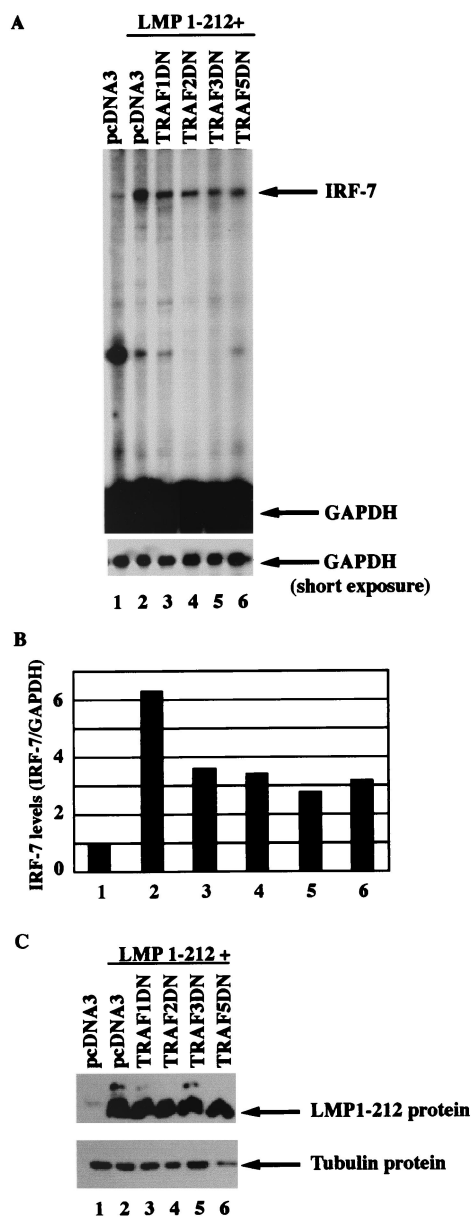 A
LMP 1-212+
pcDNA3
pcDNA3
TRAF1DN
TRAF2DN
TRAF3DN
TRAF5DN
IRF-7
GAPDH
GAPDH
(short exposure)
1 2 3 4 5 6
B
IRF-7 levels (IRF-7/GAPDH)
6
4
2
0
1 2 3 4 5 6
C
LMP 1-212 +
pcDNA3
pcDNA3
TRAF1DN
TRAF2DN
TRAF3DN
TRAF5DN
LMP1-212 protein
Tubulin protein
1 2 3 4 5 6